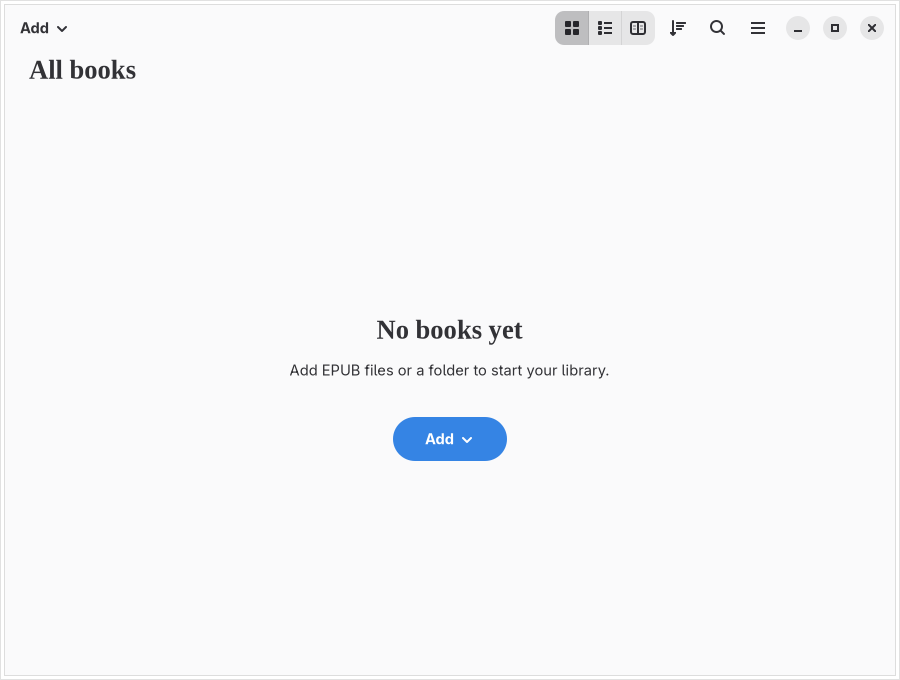 Add
All books
No books yet
Add EPUB files or a folder to start your library.
Add